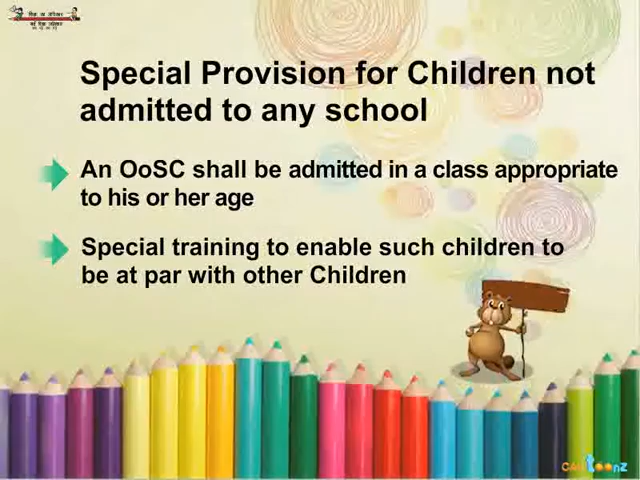 Special Provision for Children not
admitted to any school
An OoSC shall be admitted in a class appropriate
to his or her age
Special training to enable such children to
be at par with other Children
CARtoonZ